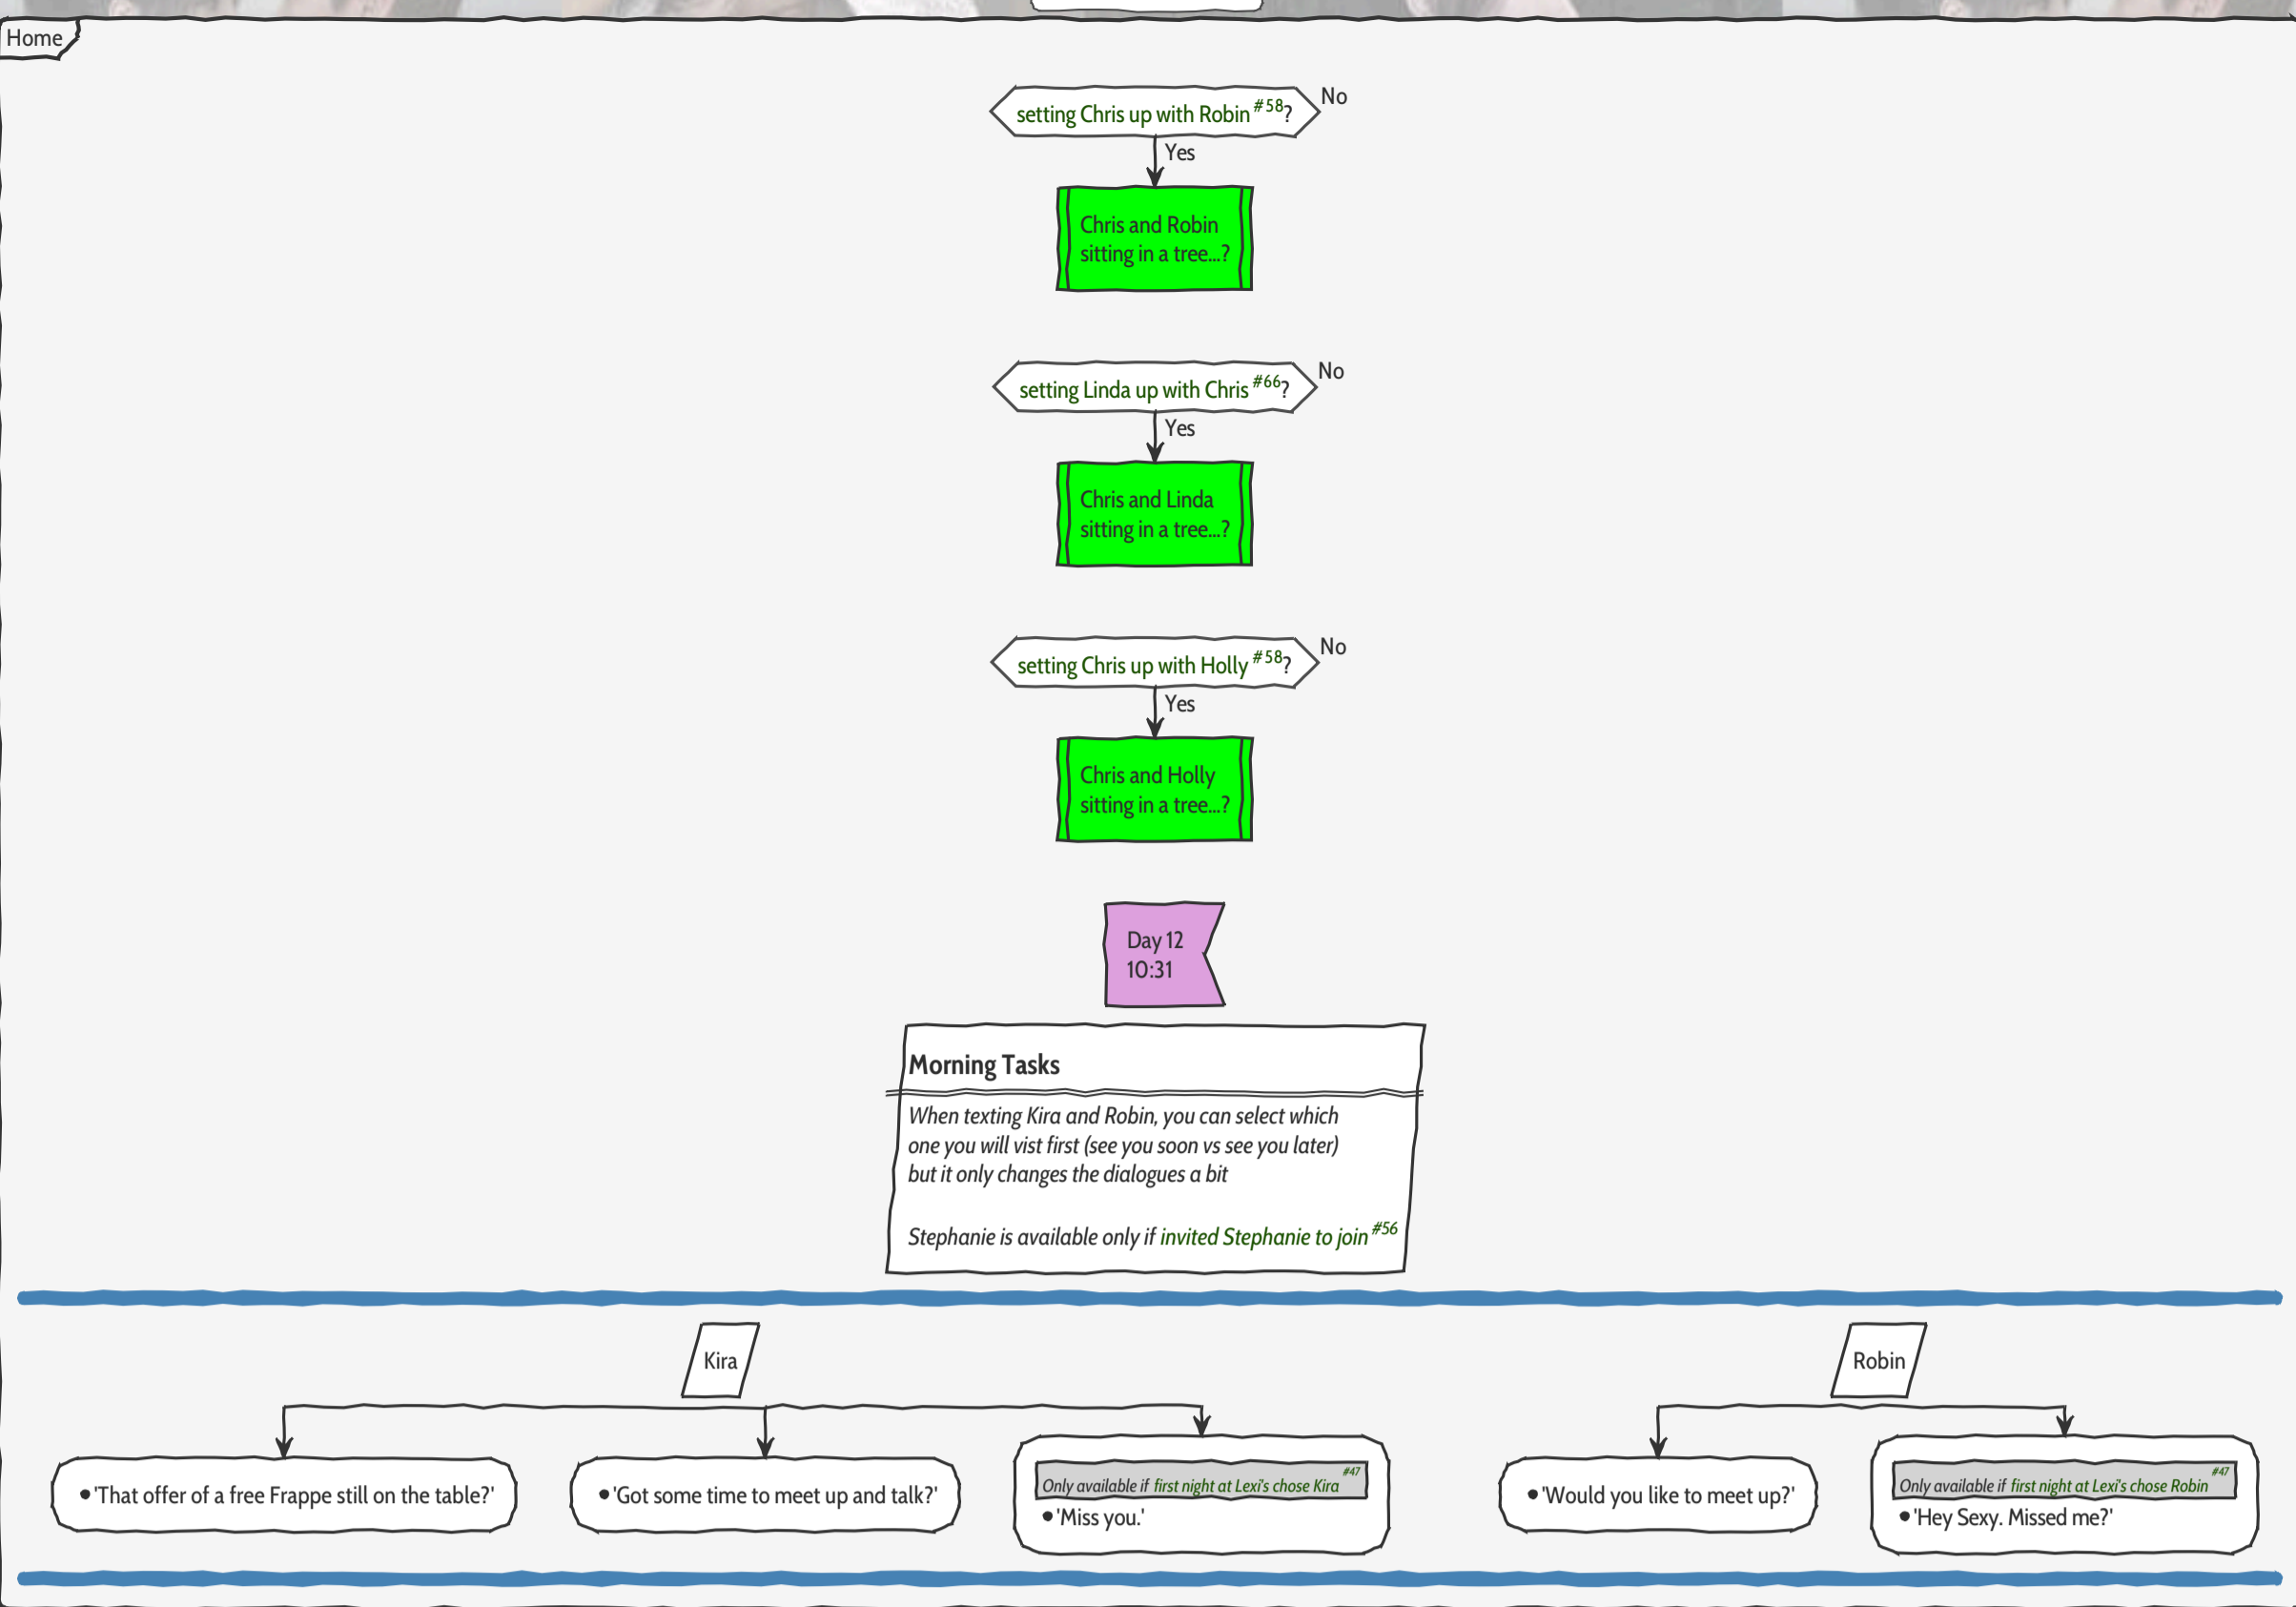 Home
setting Chris up with Robin #58?
No
Yes
Chris and Robin
sitting in a tree...?
setting Linda up with Chris #66?
No
Yes
Chris and Linda
sitting in a tree...?
setting Chris up with Holly #58?
No
Yes
Chris and Holly
sitting in a tree...?
Day 12
10:31
Morning Tasks
When texting Kira and Robin, you can select which
one you will vist first (see you soon vs see you later)
but it only changes the dialogues a bit
Stephanie is available only if invited Stephanie to join #56
Kira
•'That offer of a free Frappe still on the table?'
•'Got some time to meet up and talk?'
Only available if first night at Lexi's chose Kira #47
•'Miss you.'
Robin
•'Would you like to meet up?'
Only available if first night at Lexi's chose Robin #47
•'Hey Sexy. Missed me?'